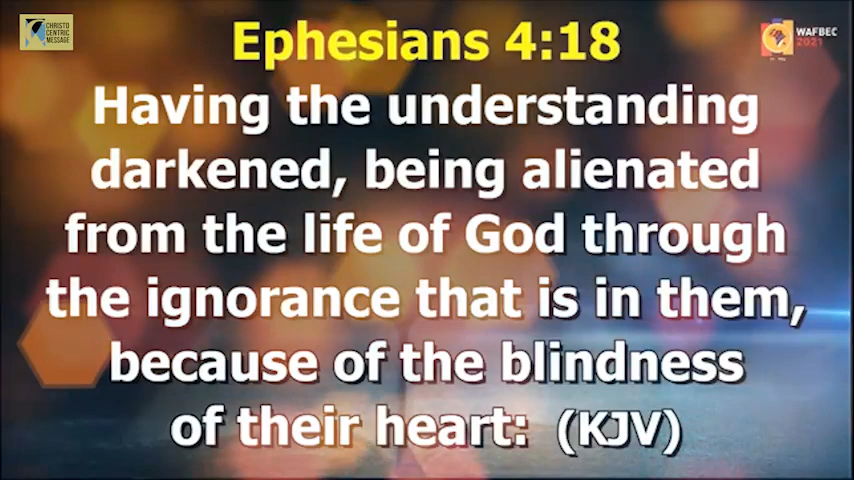 CHRISTO
CENTRIC
MESSAGE
WAFBEC
2021
Ephesians 4:18
Having the understanding
darkened, being alienated
from the life of God through
the ignorance that is in them,
because of the blindness
of their heart: (KJV)